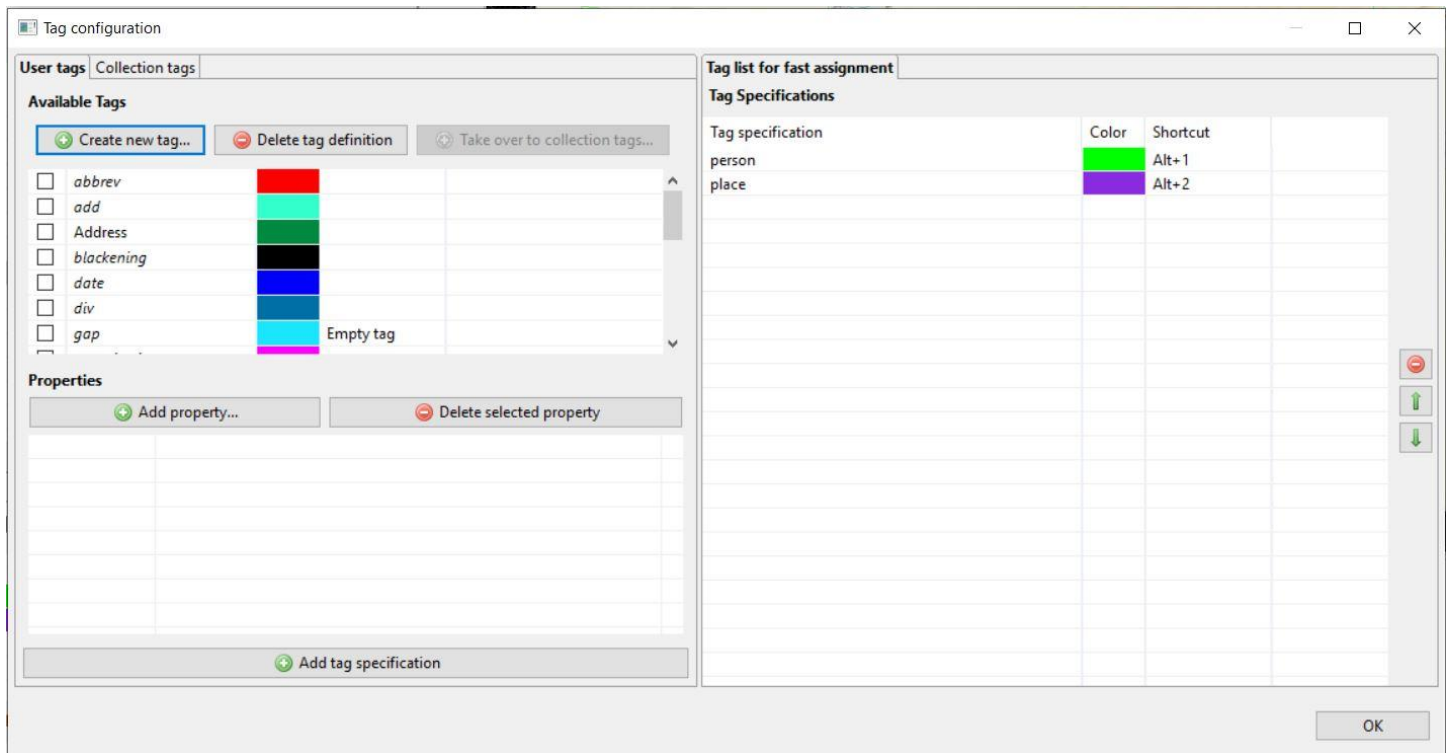 Tag configuration
User tags Collection tags
Available Tags
Create new tag... Delete tag definition Take over to collection tags...
abbrev
add
Address
blackening
date
div
gap Empty tag
Properties
Add property... Delete selected property
Add tag specification
Tag list for fast assignment
Tag Specifications
Tag specification Color Shortcut
person Alt+1
place Alt+2
OK